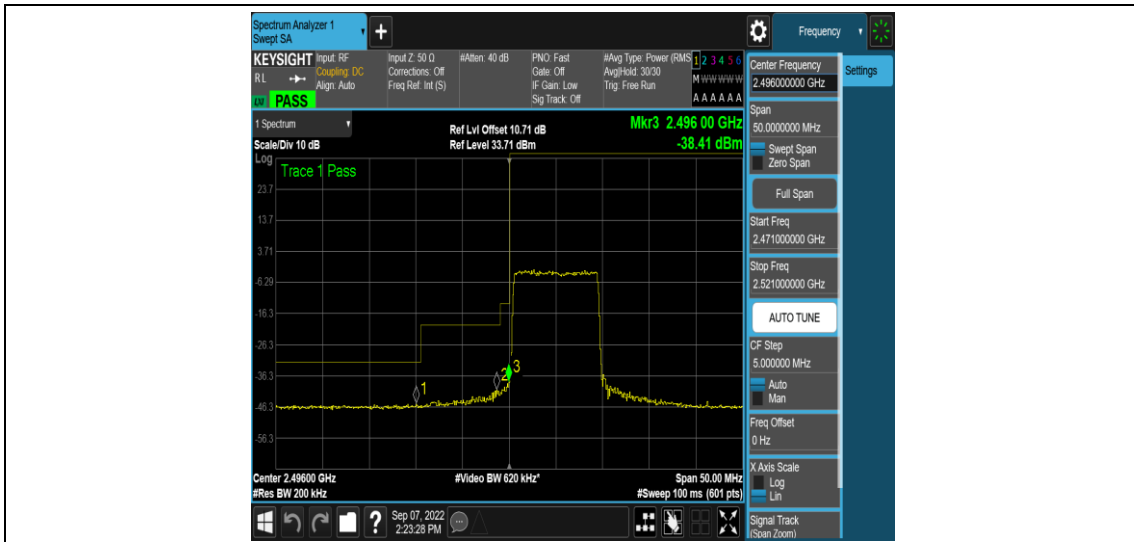 Spectrum Analyzer 1
Swept SA
+
Frequency
KEYSIGHT
RL
LM
PASS
Input: RF
Coupling: DC
Align: Auto
Input Z: 50 Ω
Corrections: Off
Freq Ref: Int (S)
#Atten: 40 dB
PNO: Fast
Gate: Off
IF Gain: Low
Sig Track: Off
#Avg Type: Power (RMS
Avg|Hold: 30/30
Trig: Free Run
1 2 3 4 5 6
M W W W W W
A A A A A A
1 Spectrum
Scale/Div 10 dB
Ref Lvl Offset 10.71 dB
Ref Level 33.71 dBm
Mkr3 2.496 00 GHz
-38.41 dBm
Log
Trace 1 Pass
23.7
13.7
3.71
-6.29
-16.3
-26.3
-36.3
-46.3
-56.3
1
2
3
Center 2.49600 GHz
#Res BW 200 kHz
#Video BW 620 kHz*
Span 50.00 MHz
#Sweep 100 ms (601 pts)
?
Sep 07, 2022
2:23:28 PM
Center Frequency
2.496000000 GHz
Settings
Span
50.0000000 MHz
Swept Span
Zero Span
Full Span
Start Freq
2.471000000 GHz
Stop Freq
2.521000000 GHz
AUTO TUNE
CF Step
5.000000 MHz
Auto
Man
Freq Offset
0 Hz
X Axis Scale
Log
Lin
Signal Track
(Span Zoom)